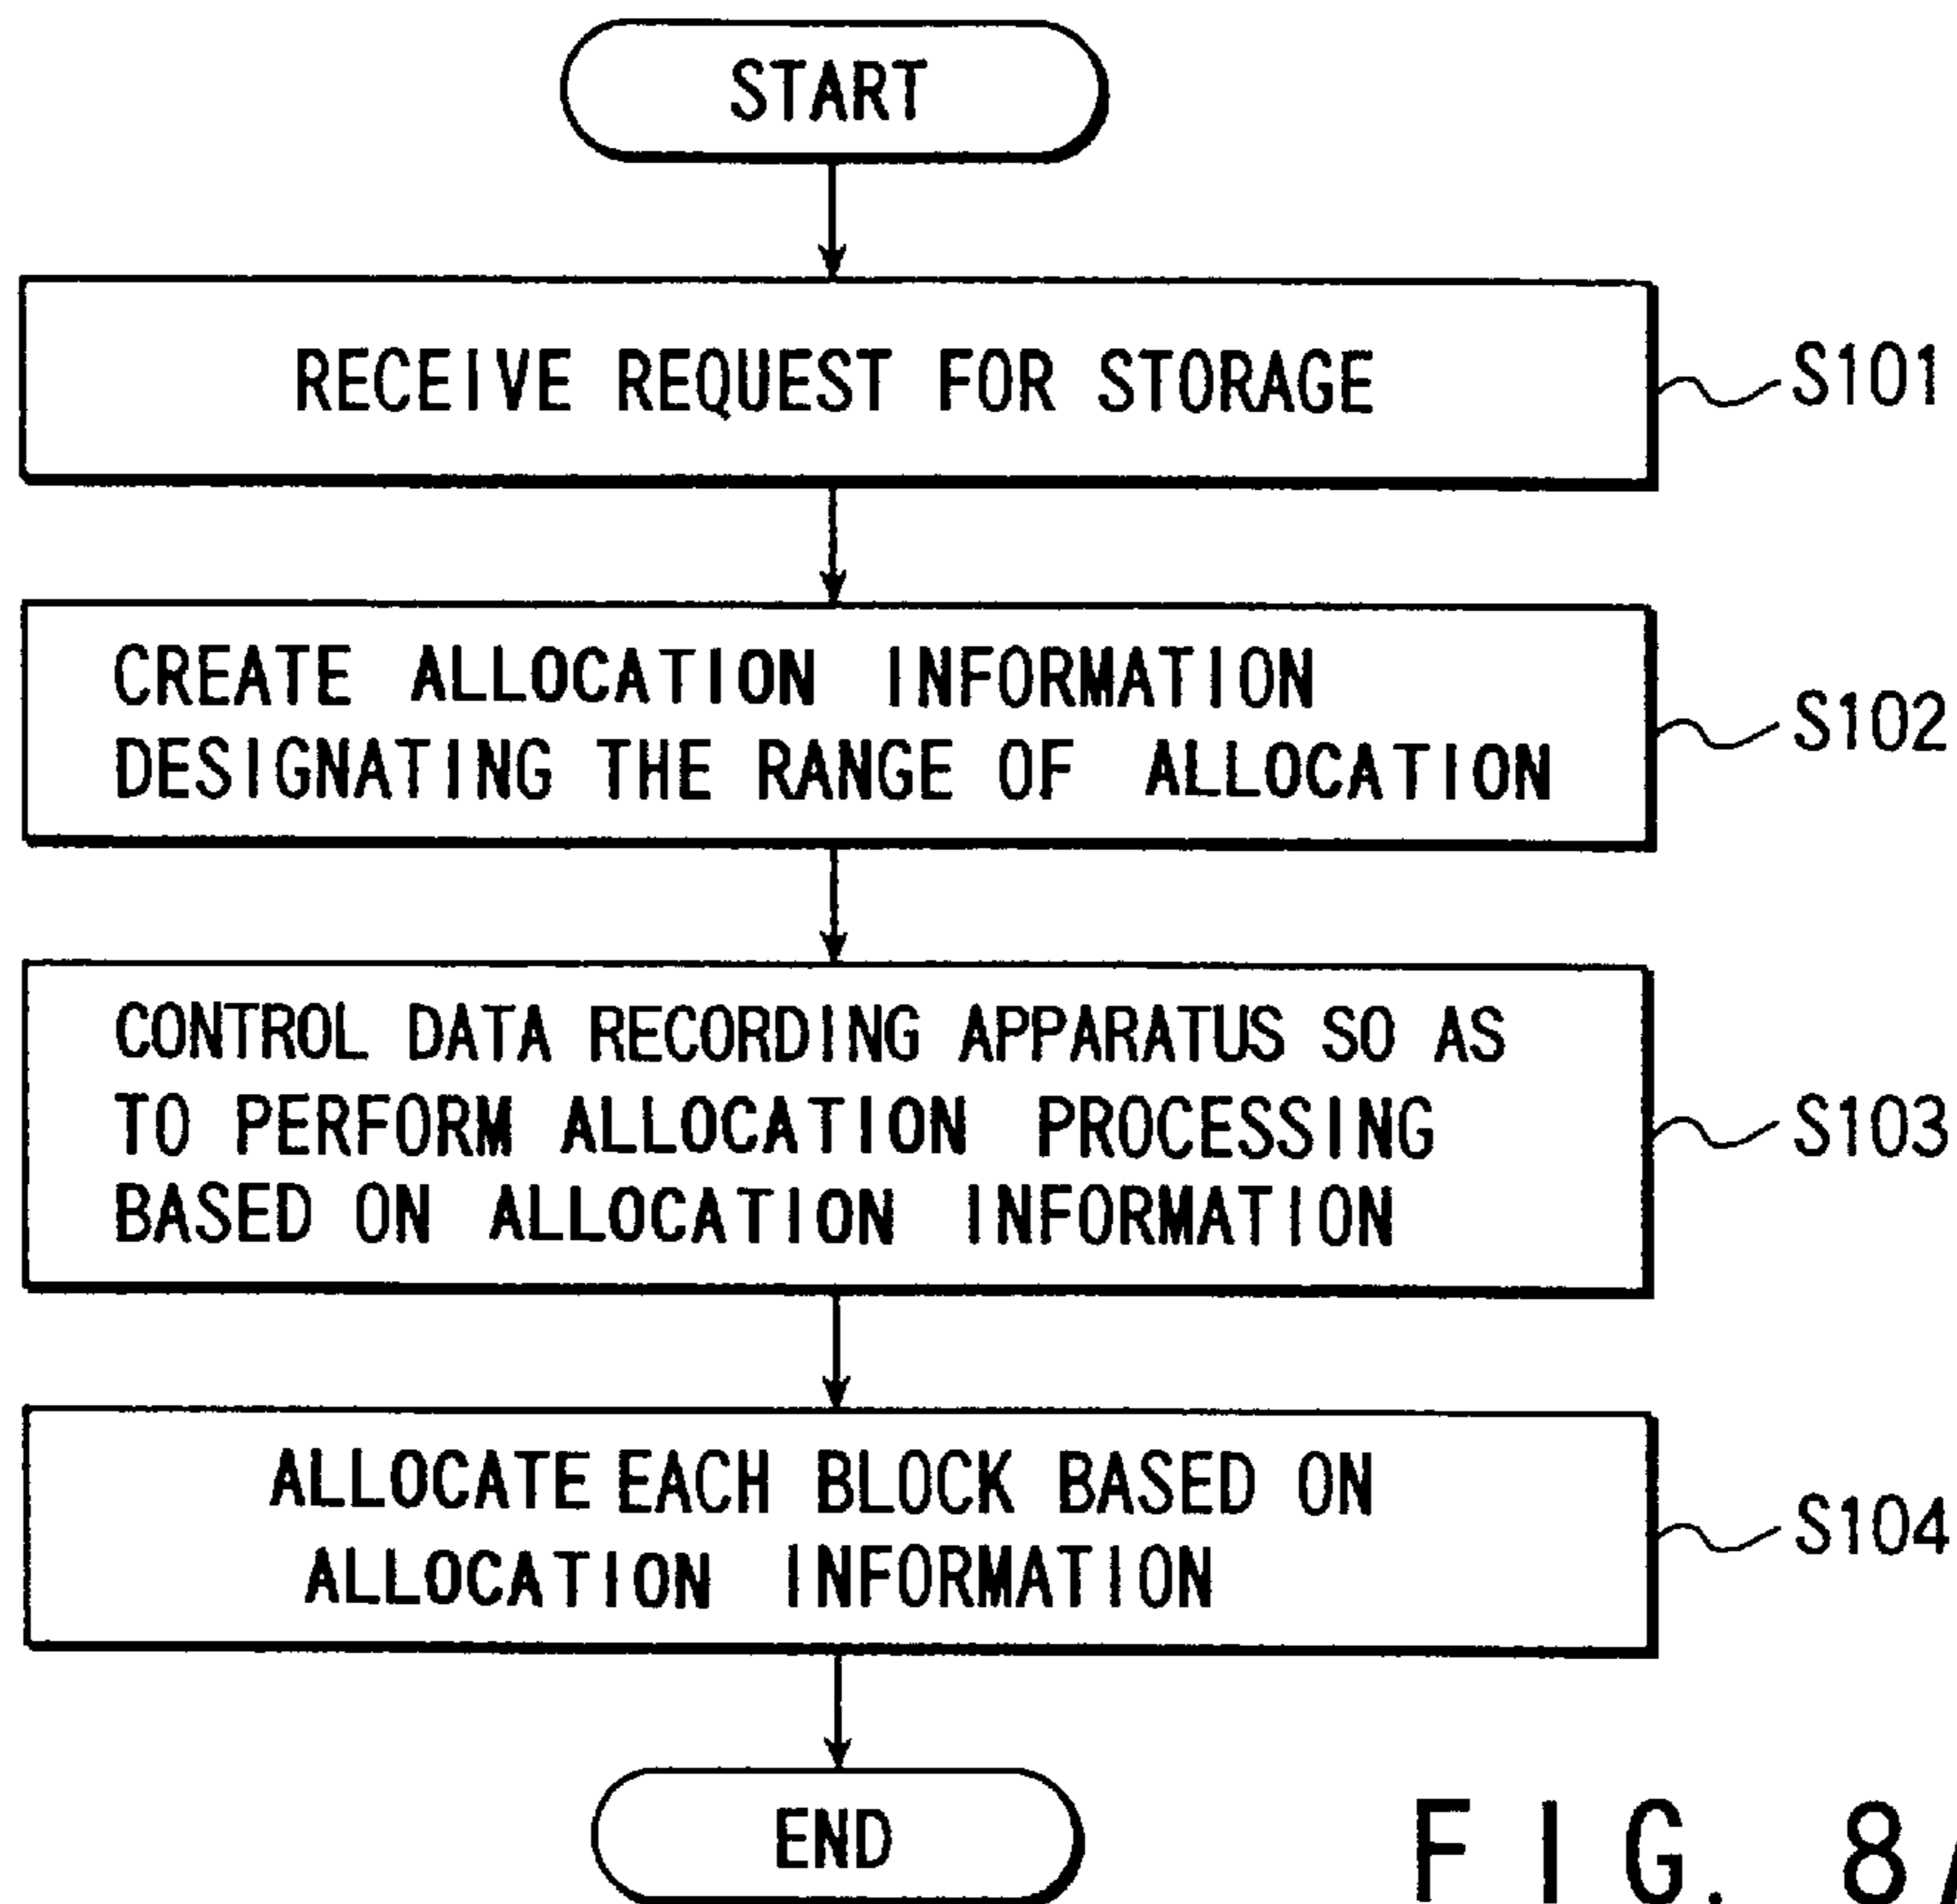 START
RECEIVE REQUEST FOR STORAGE
S101
CREATE ALLOCATION INFORMATION
DESIGNATING THE RANGE OF ALLOCATION
S102
CONTROL DATA RECORDING APPARATUS SO AS
TO PERFORM ALLOCATION PROCESSING
BASED ON ALLOCATION INFORMATION
S103
ALLOCATE EACH BLOCK BASED ON
ALLOCATION INFORMATION
S104
END
FIG. 8